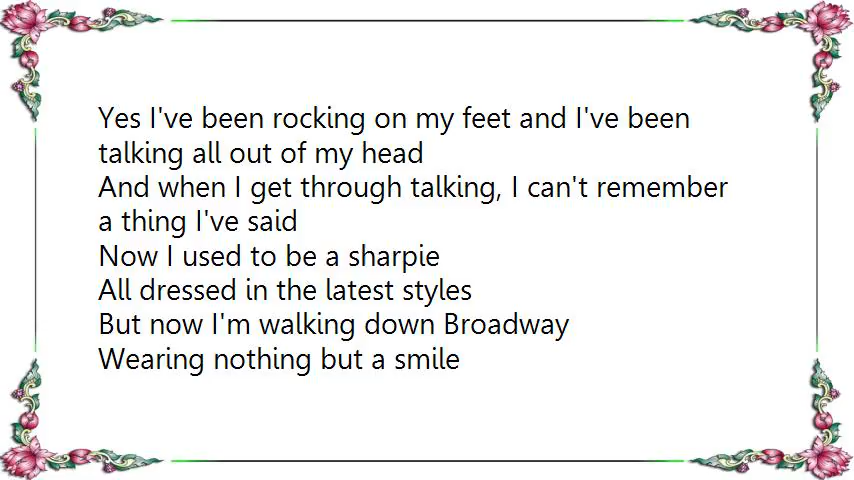 Yes I've been rocking on my feet and I've been
talking all out of my head
And when I get through talking, I can't remember
a thing I've said
Now I used to be a sharpie
All dressed in the latest styles
But now I'm walking down Broadway
Wearing nothing but a smile